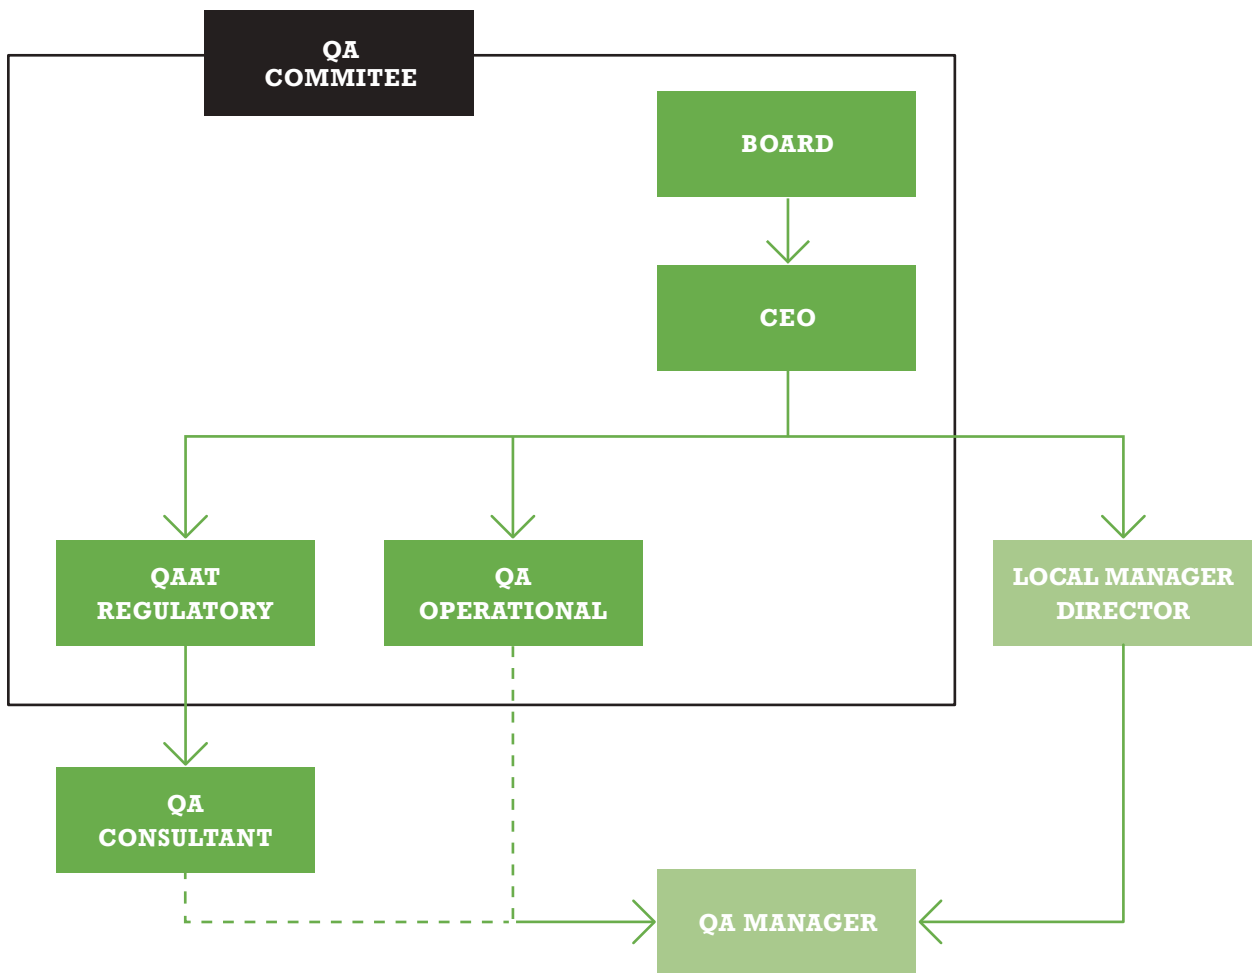 QA
COMMITEE
BOARD
CEO
QAAT
REGULATORY
QA
OPERATIONAL
LOCAL MANAGER
DIRECTOR
QA
CONSULTANT
QA MANAGER